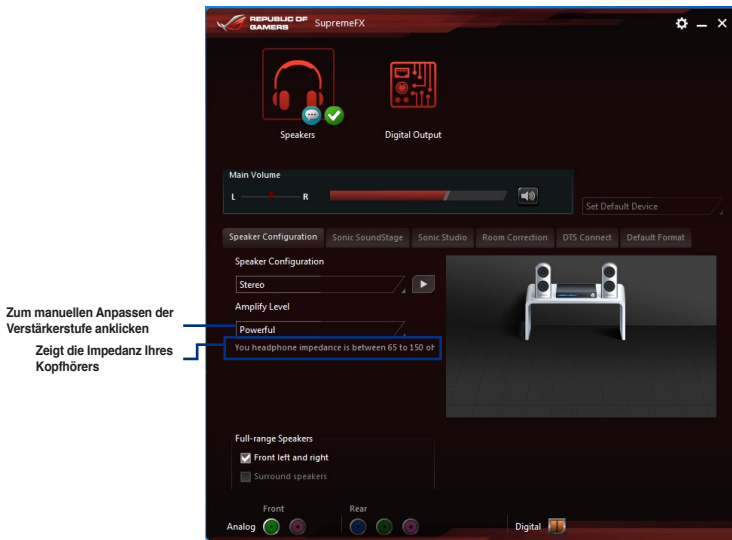 REPUBLIC OF
GAMERS
SupremeFX
Speakers
Digital Output
Main Volume
L
R
Set Default Device
Speaker Configuration
Sonic SoundStage
Sonic Studio
Room Correction
DTS Connect
Default Format
Speaker Configuration
Stereo
Amplify Level
Zum manuellen Anpassen der
Verstärkerstufe anklicken
Powerful
Zeigt die Impedanz Ihres
Kopfhörers
You headphone impedance is between 65 to 150 oh
Full-range Speakers
Front left and right
Surround speakers
Front
Rear
Analog
Digital